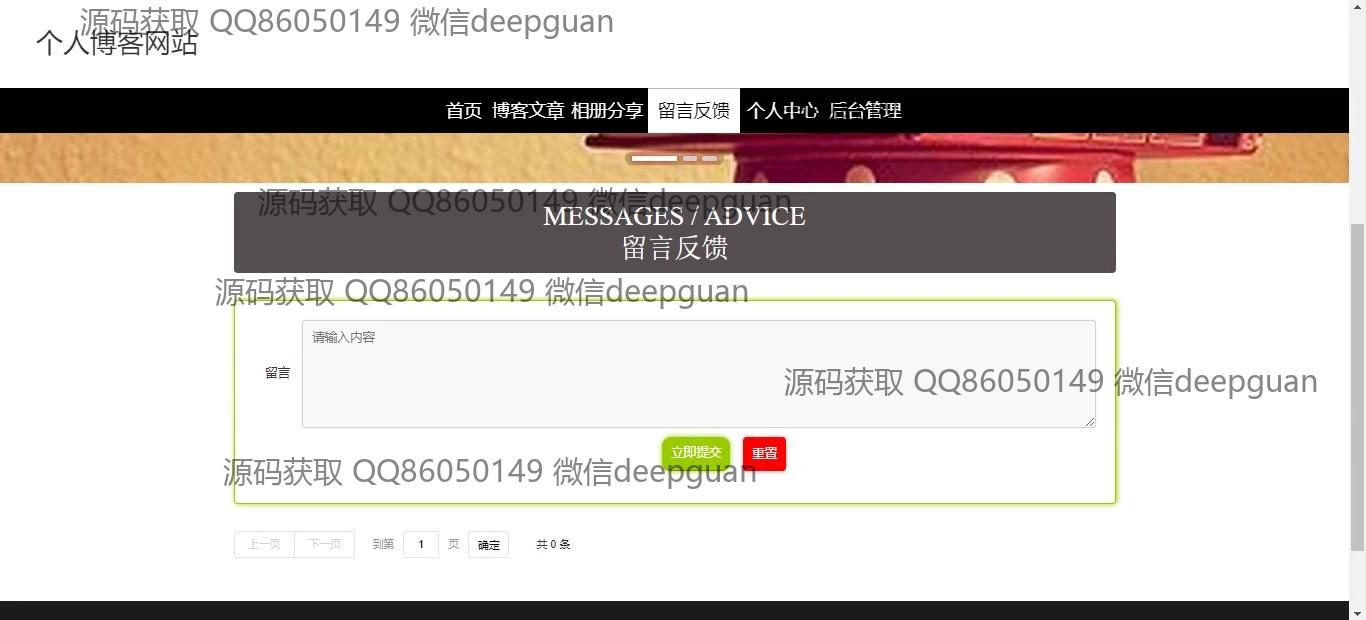 源码获取 QQ86050149 微信deepguan
个人博客网站
首页 博客文章 相册分享 留言反馈 个人中心 后台管理
源码获取 QQ86050149 微信deepguan
MESSAGES / ADVICE
留言反馈
源码获取 QQ86050149 微信deepguan
请输入内容
留言
源码获取 QQ86050149 微信deepguan
立即提交 重置
源码获取 QQ86050149 微信deepguan
上一页 下一页 到第 1 页 确定 共 0 条